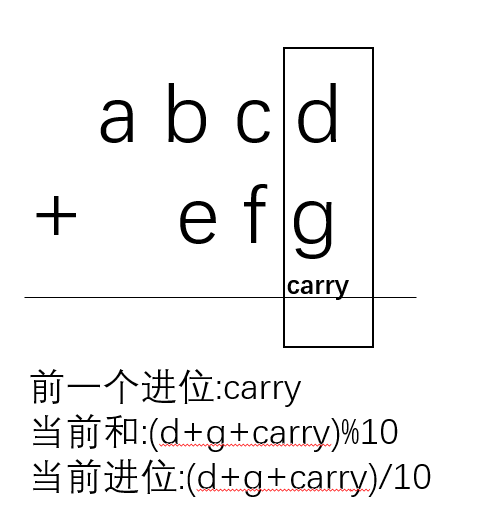 a b c d
+ e f g
carry
前一个进位:carry
当前和:(d+g+carry)%10
当前进位:(d+g+carry)/10